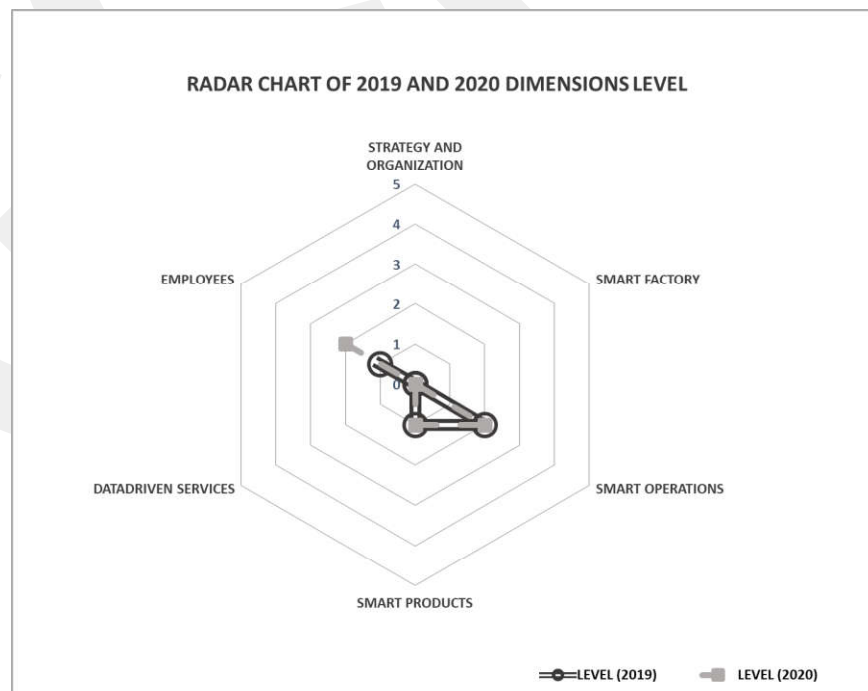 RADAR CHART OF 2019 AND 2020 DIMENSIONS LEVEL
STRATEGY AND
ORGANIZATION
5
4
3
2
1
0
EMPLOYEES
SMART FACTORY
DATADRIVEN SERVICES
SMART OPERATIONS
SMART PRODUCTS
LEVEL (2019)
LEVEL (2020)